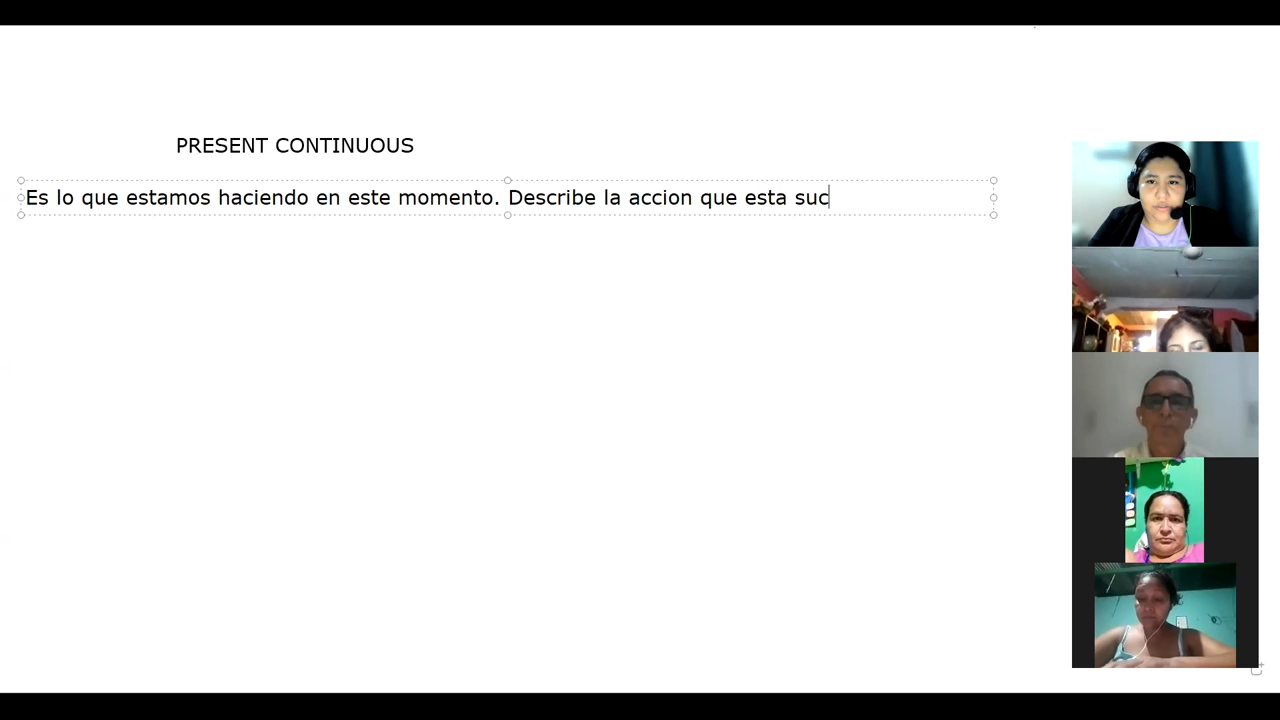 PRESENT CONTINUOUS
Es lo que estamos haciendo en este momento. Describe la accion que esta suc